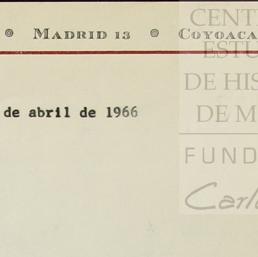 MADRID 13 COYOACA
de abril de 1966
CENT
ESTU
DE HIS
DE M
FUND
Carl